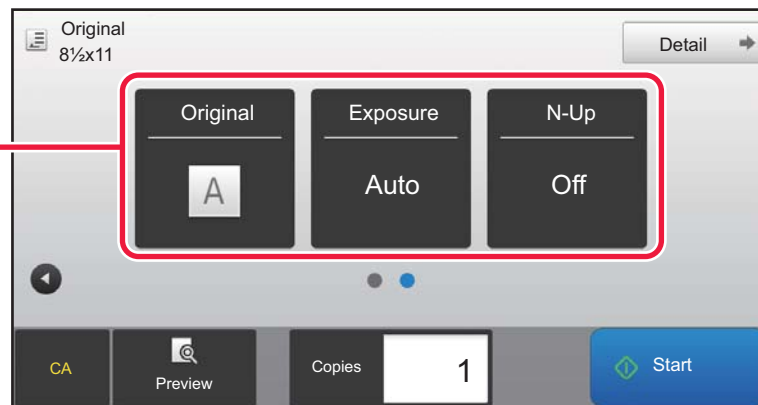 Original
8½x11
Detail
Original
Exposure
N-Up
A
Auto
Off
CA
Preview
Copies
1
Start